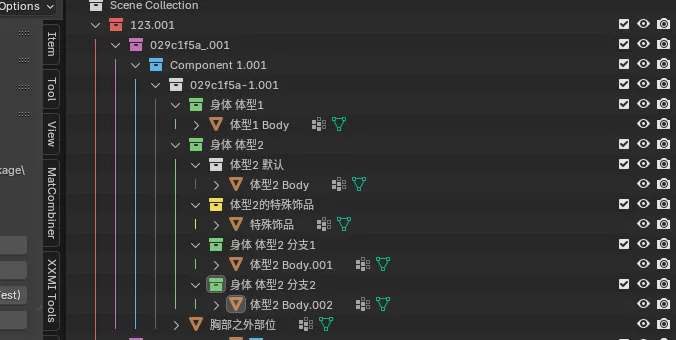 Options
Scene Collection
123.001
029c1f5a_.001
Component 1.001
029c1f5a-1.001
身体 体型1
体型1 Body
身体 体型2
体型2 默认
体型2 Body
体型2的特殊饰品
特殊饰品
身体 体型2 分支1
体型2 Body.001
身体 体型2 分支2
体型2 Body.002
胸部之外部位
Item
Tool
View
MatCombiner
XXMI Tools
kage\
est)